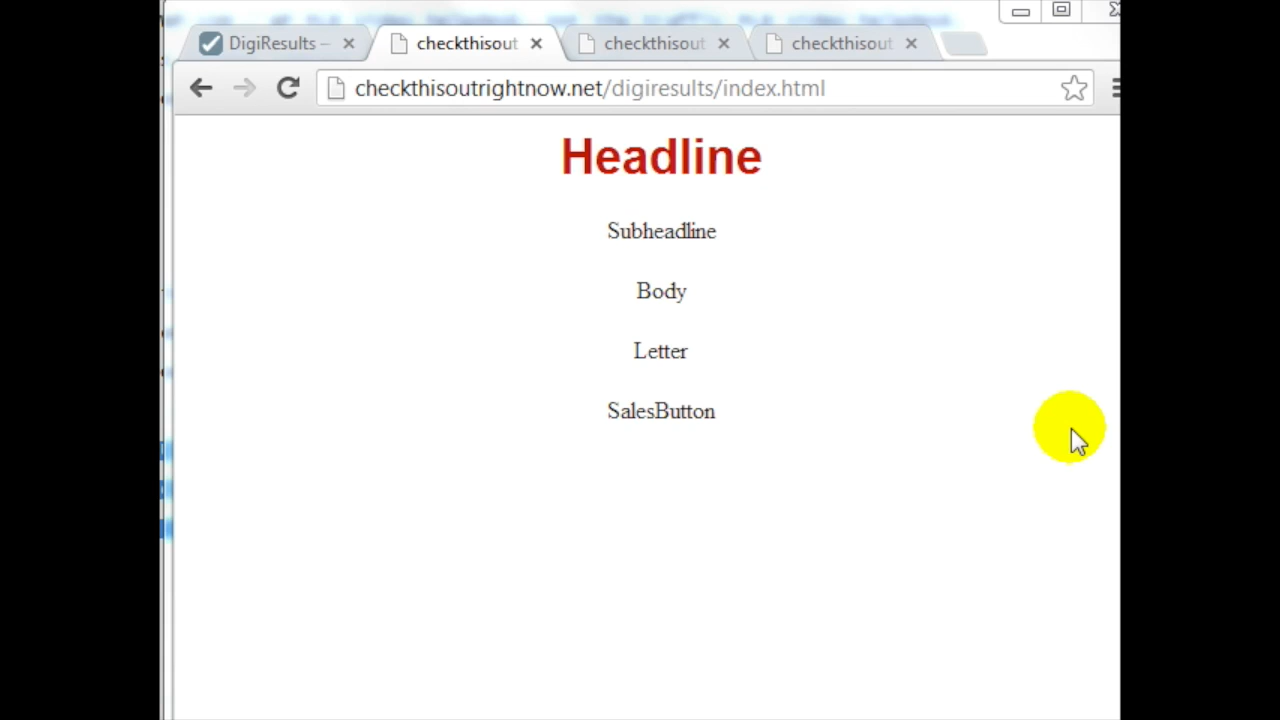 DigiResults – checkthisout checkthisout checkthisout
checkthisoutrightnow.net/digiresults/index.html
Headline
Subheadline
Body
Letter
SalesButton